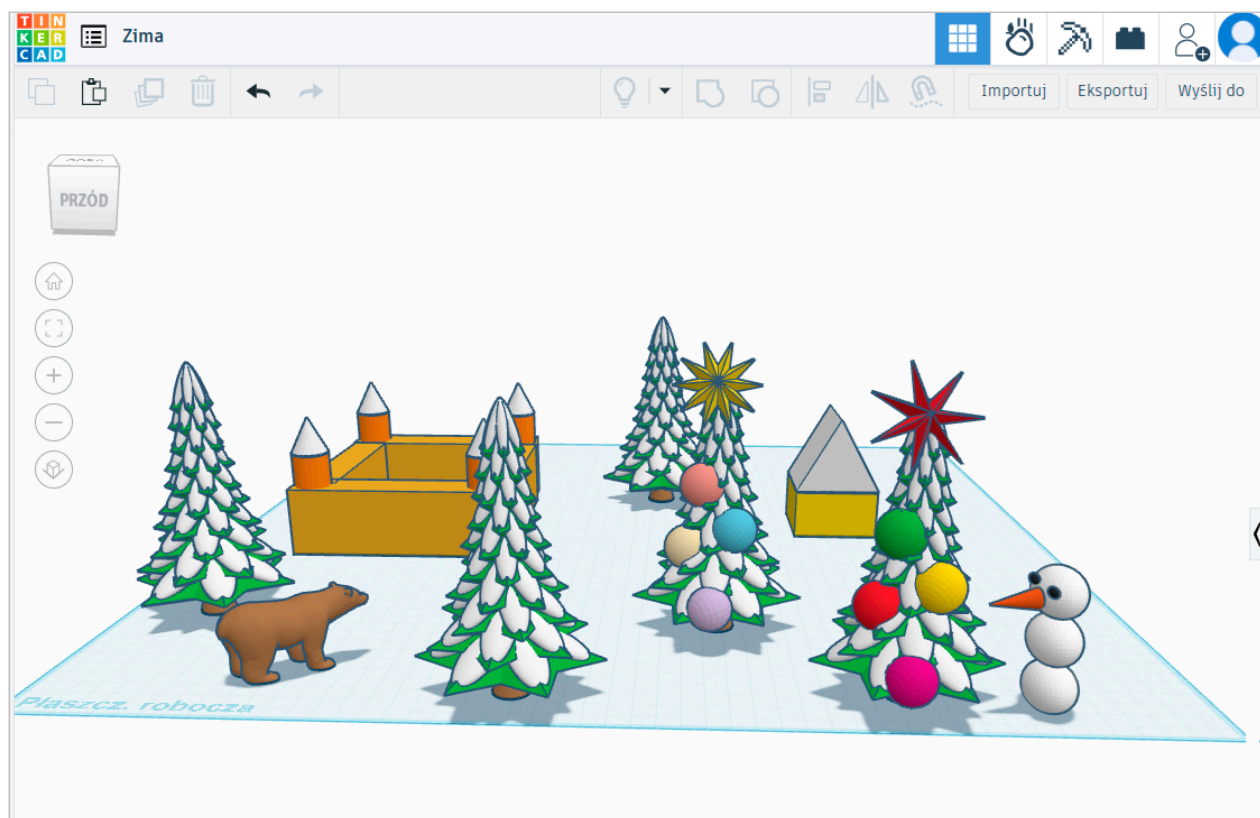 TIN
KER
CAD
Zima
Importuj
Eksportuj
Wyślij do
PRZÓD
Płaszcz. robocza